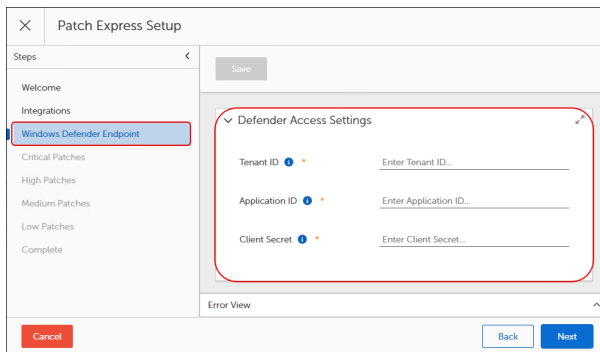 Patch Express Setup
Steps
Welcome
Integrations
Windows Defender Endpoint
Critical Patches
High Patches
Medium Patches
Low Patches
Complete
Save
Defender Access Settings
Tenant ID * Enter Tenant ID...
Application ID * Enter Application ID...
Client Secret * Enter Client Secret...
Error View
Cancel
Back
Next